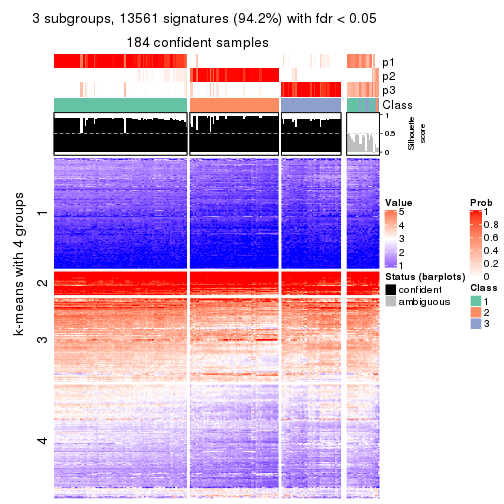 3 subgroups, 13561 signatures (94.2%) with fdr < 0.05
184 confident samples
p1
p2
p3
Class
1
0.5
0
Silhouette
score
k-means with 4 groups
1
2
3
4
Value
5
4
3
2
1
Status (barplots)
confident
ambiguous
Prob
1
0.8
0.6
0.4
0.2
0
Class
1
2
3